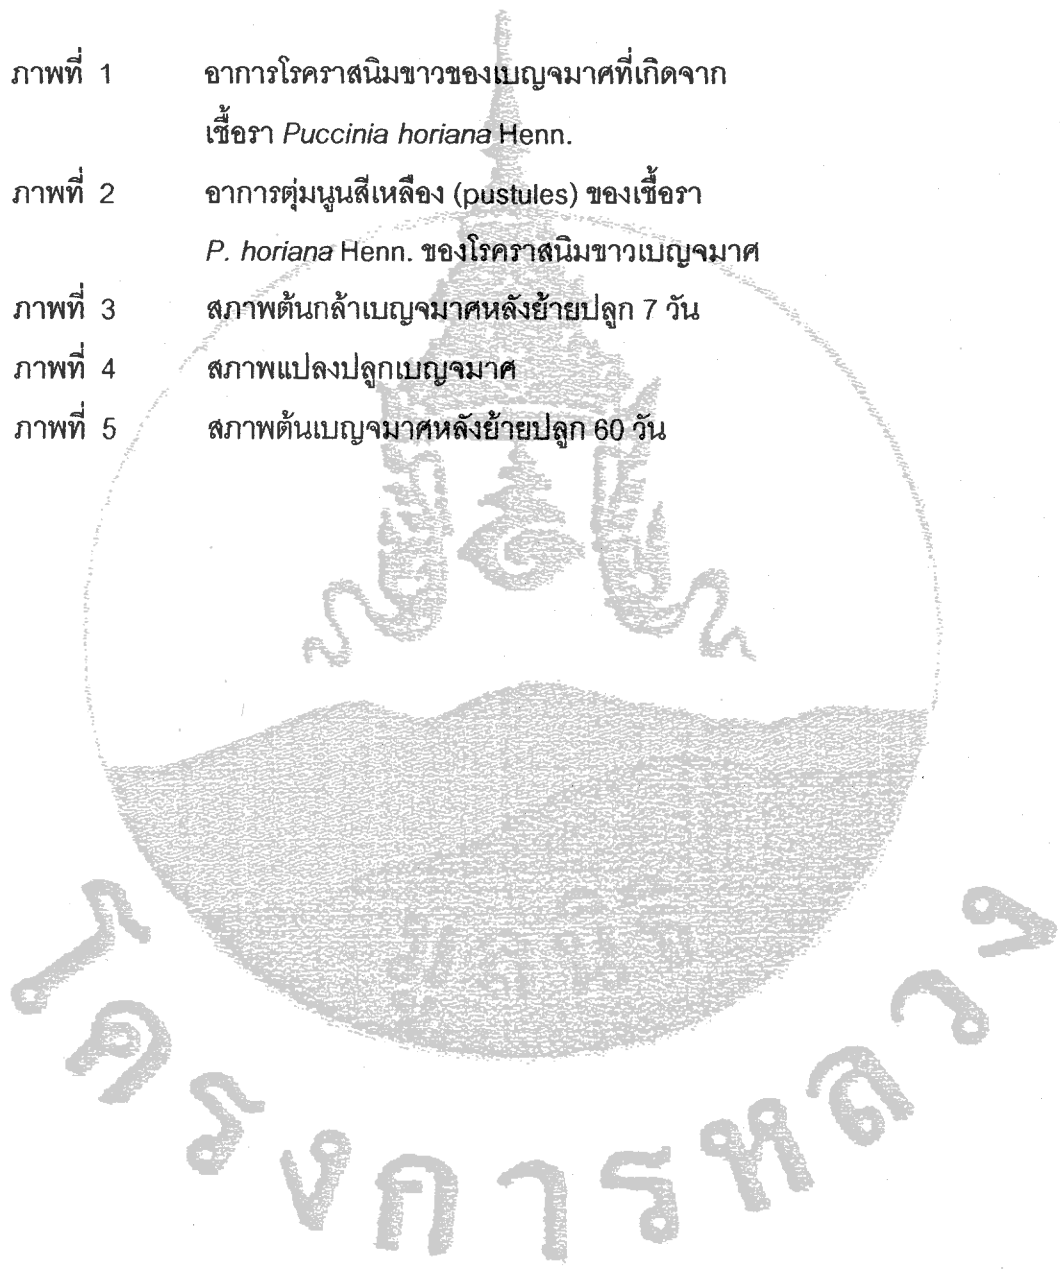 ภาพที่ 1 อาการโรคราสนิมขาวของเบญจมาศที่เกิดจาก
เชื้อรา Puccinia horiana Henn.
ภาพที่ 2 อาการตุ่มนูนสีเหลือง (pustules) ของเชื้อรา
P. horiana Henn. ของโรคราสนิมขาวเบญจมาศ
ภาพที่ 3 สภาพต้นกล้าเบญจมาศหลังย้ายปลูก 7 วัน
ภาพที่ 4 สภาพแปลงปลูกเบญจมาศ
ภาพที่ 5 สภาพต้นเบญจมาศหลังย้ายปลูก 60 วัน
มูลนิธิ
โครงการหลวง